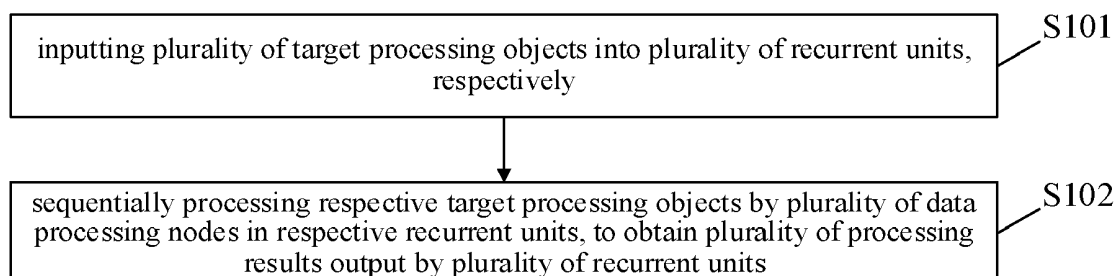 inputting plurality of target processing objects into plurality of recurrent units,
respectively
S101
sequentially processing respective target processing objects by plurality of data
processing nodes in respective recurrent units, to obtain plurality of processing
results output by plurality of recurrent units
S102